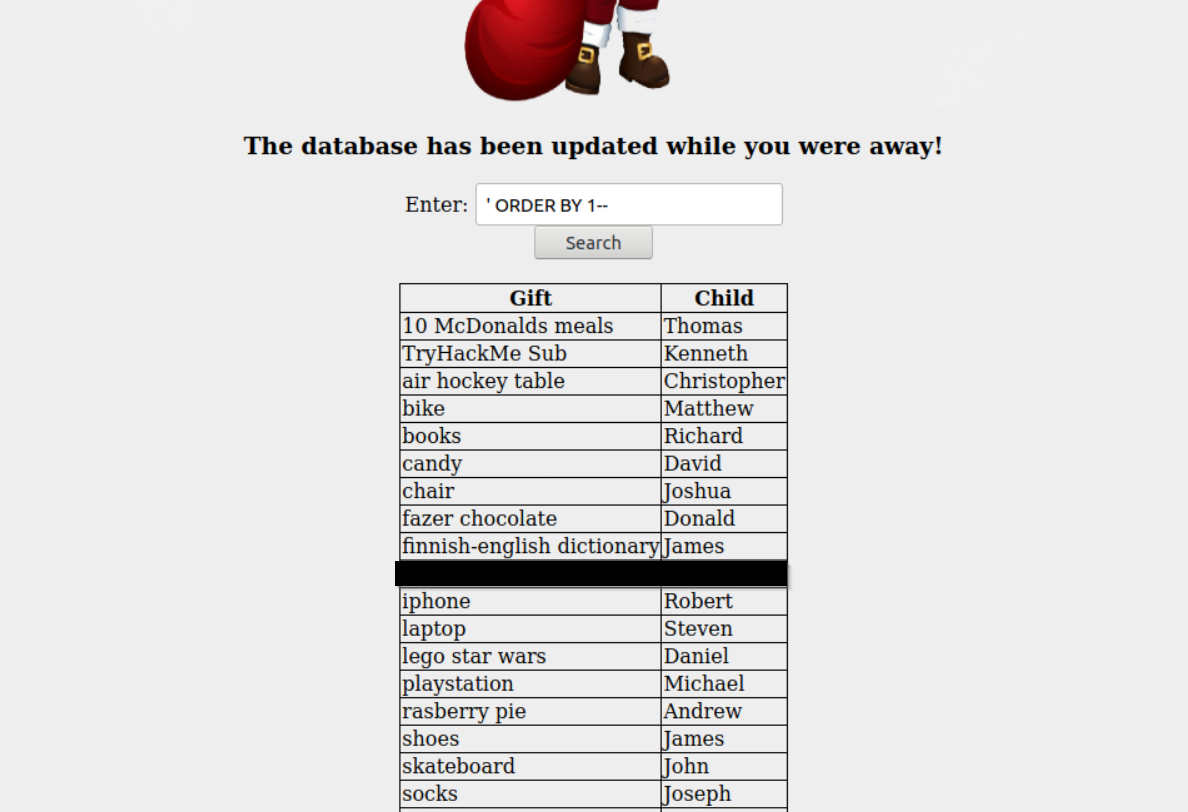 The database has been updated while you were away!
Enter: ' ORDER BY 1--
Search
Gift Child
10 McDonalds meals Thomas
TryHackMe Sub Kenneth
air hockey table Christopher
bike Matthew
books Richard
candy David
chair Joshua
fazer chocolate Donald
finnish-english dictionary James
iphone Robert
laptop Steven
lego star wars Daniel
playstation Michael
rasberry pie Andrew
shoes James
skateboard John
socks Joseph